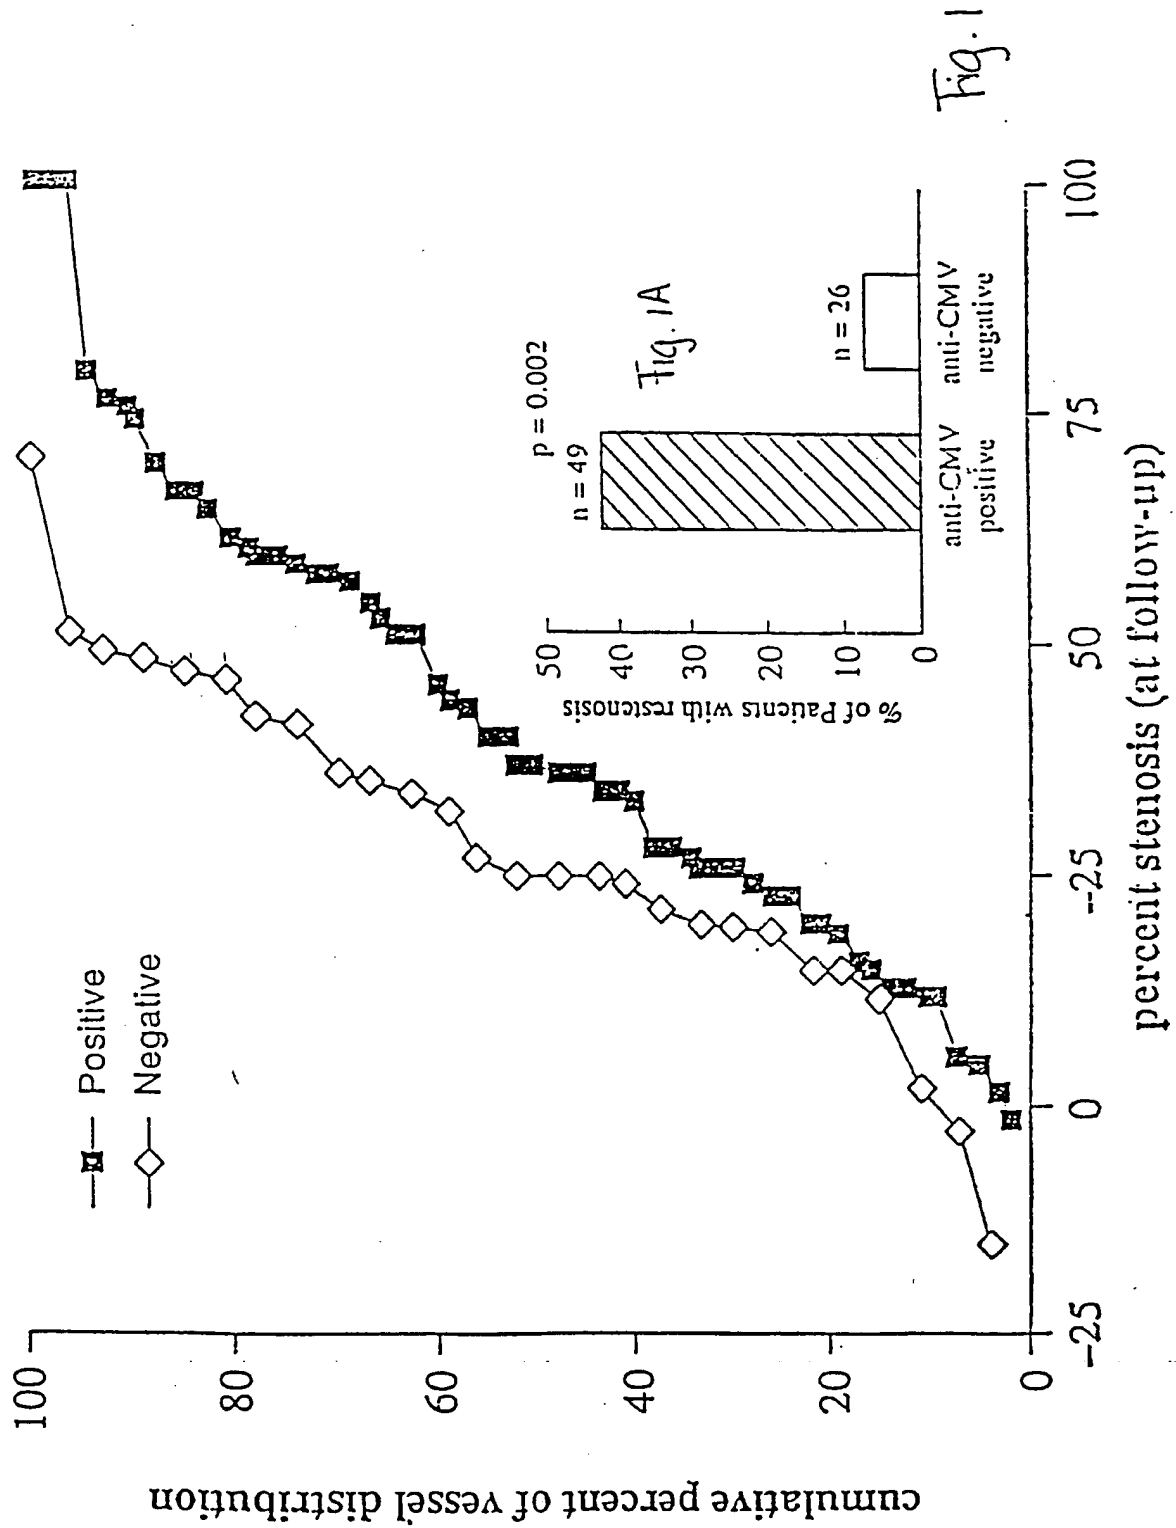 Positive
Negative
cumulative percent of vessel distribution
100
80
60
40
20
0
p = 0.002
n = 49
Fig. 1A
n = 26
% of Patients with restenosis
50
40
30
20
10
0
anti-CMV
positive
anti-CMV
negative
-25
0
--25
50
75
100
percent stenosis (at follow-up)
Fig. 1